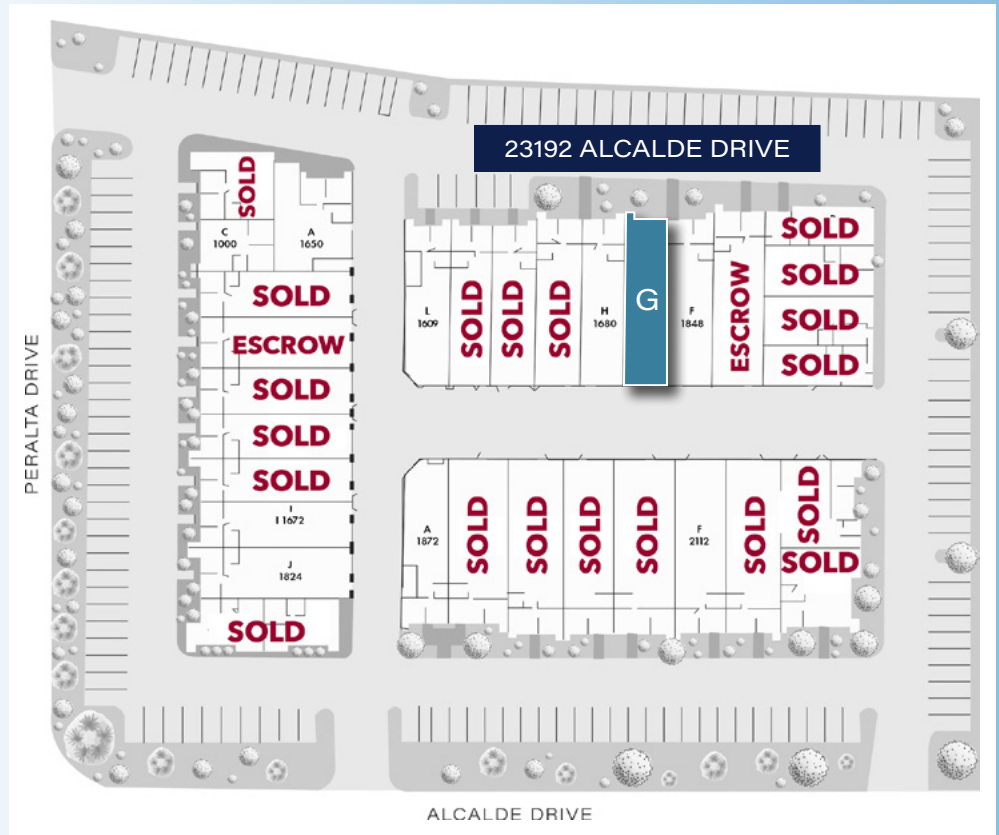 23192 ALCALDE DRIVE
SOLD
C
1000
A
1650
SOLD
ESCROW
SOLD
SOLD
SOLD
I
I 1672
J
1824
SOLD
L
1609
SOLD
SOLD
SOLD
H
1680
G
F
1848
ESCROW
SOLD
SOLD
SOLD
SOLD
A
1872
SOLD
SOLD
SOLD
SOLD
F
2112
SOLD
SOLD
SOLD
PERALTA DRIVE
ALCALDE DRIVE